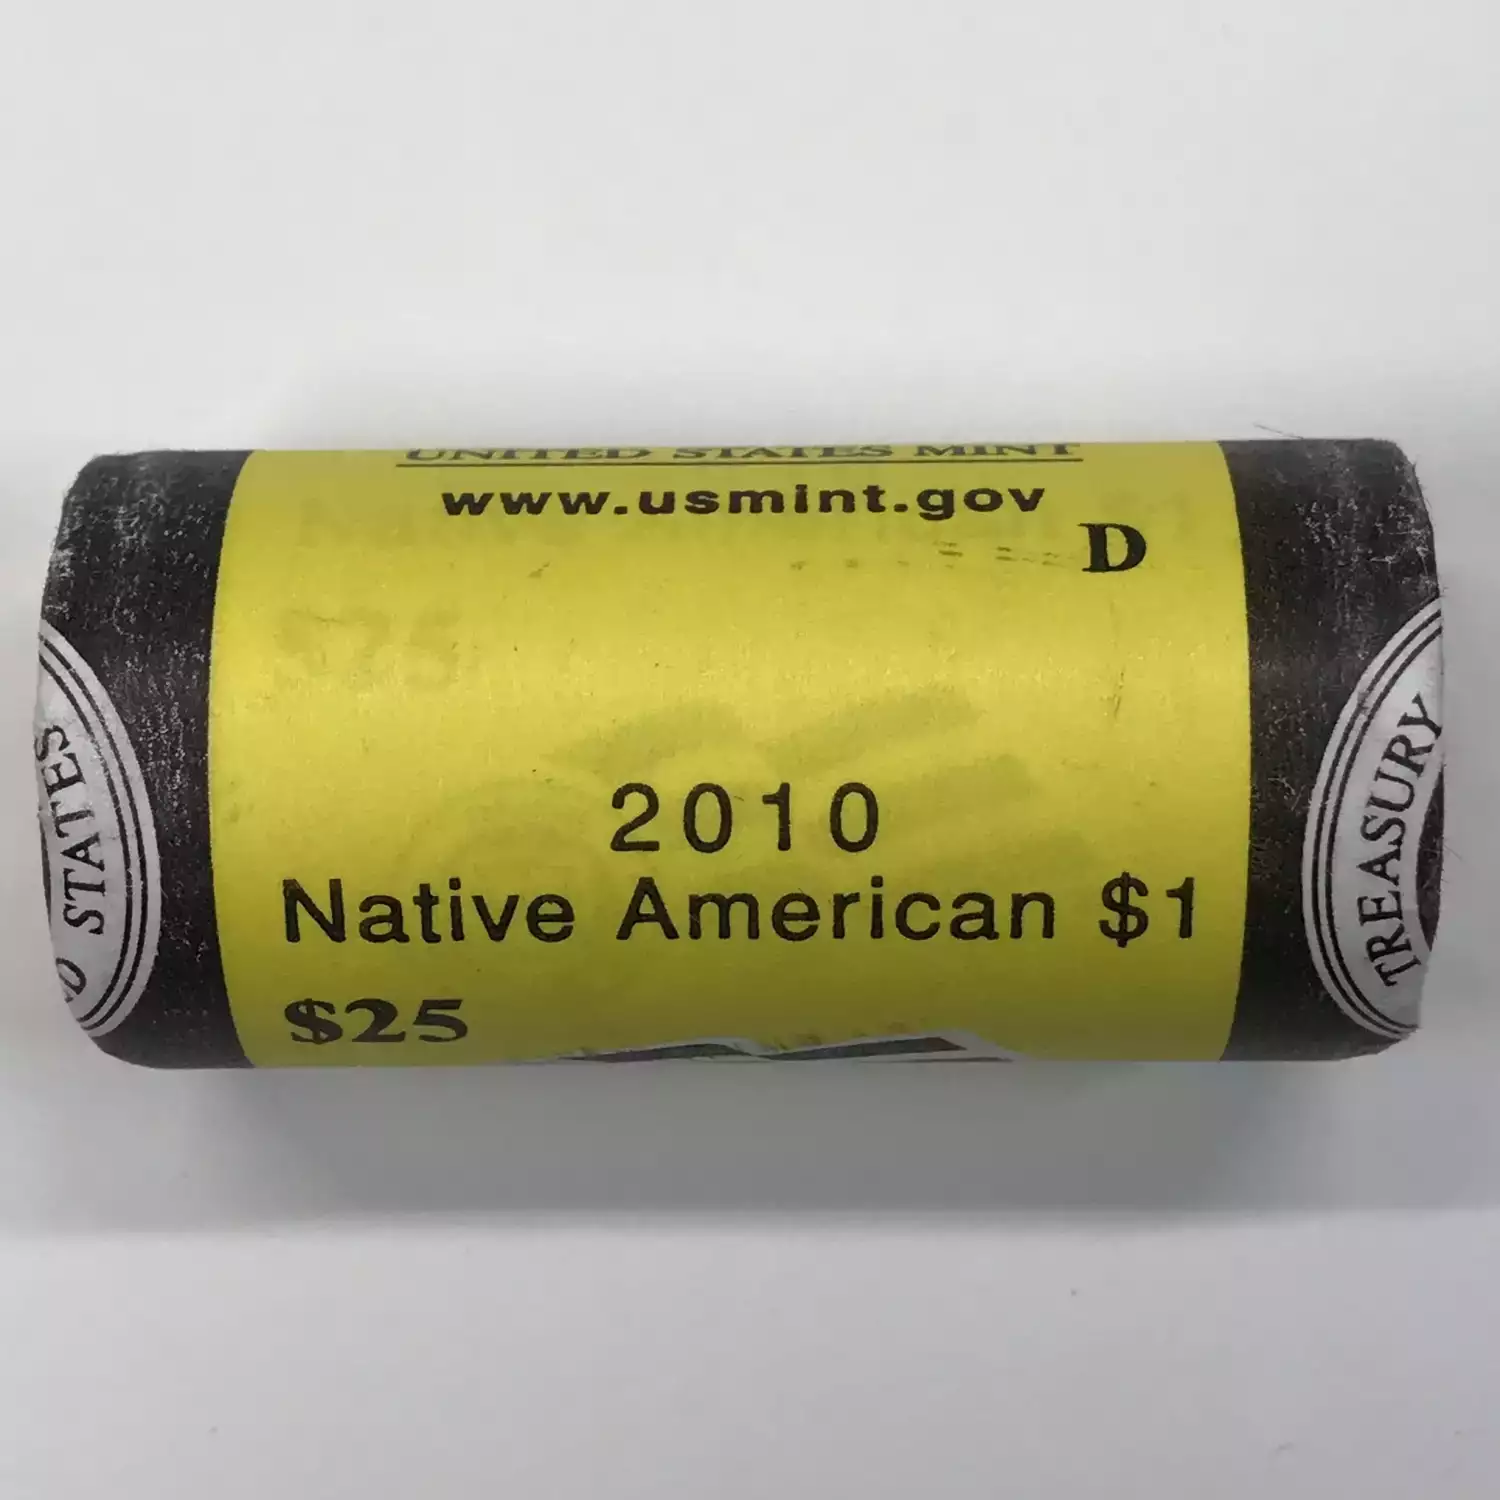 UNITED STATES MINT
www.usmint.gov
D
2010
Native American $1
$25
STATES
TREASURY